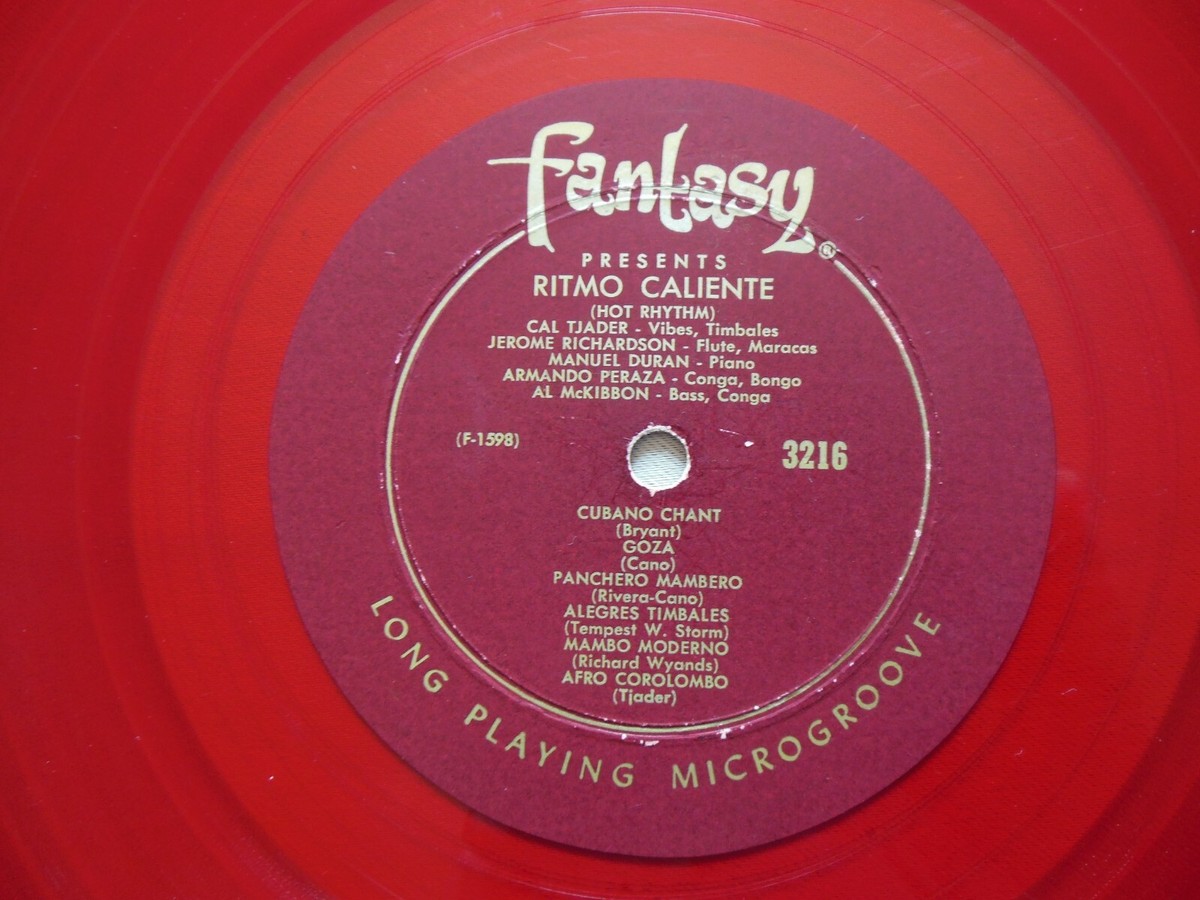 fantasy ®
PRESENTS
RITMO CALIENTE
(HOT RHYTHM)
CAL TJADER - Vibes, Timbales
JEROME RICHARDSON - Flute, Maracas
MANUEL DURAN - Piano
ARMANDO PERAZA - Conga, Bongo
AL McKIBBON - Bass, Conga
(F-1598)
3216
CUBANO CHANT
(Bryant)
GOZA
(Cano)
PANCHERO MAMBERO
(Rivera-Cano)
ALEGRES TIMBALES
(Tempest W. Storm)
MAMBO MODERNO
(Richard Wyands)
AFRO COROLOMBO
(Tjader)
LONG PLAYING MICROGROOVE